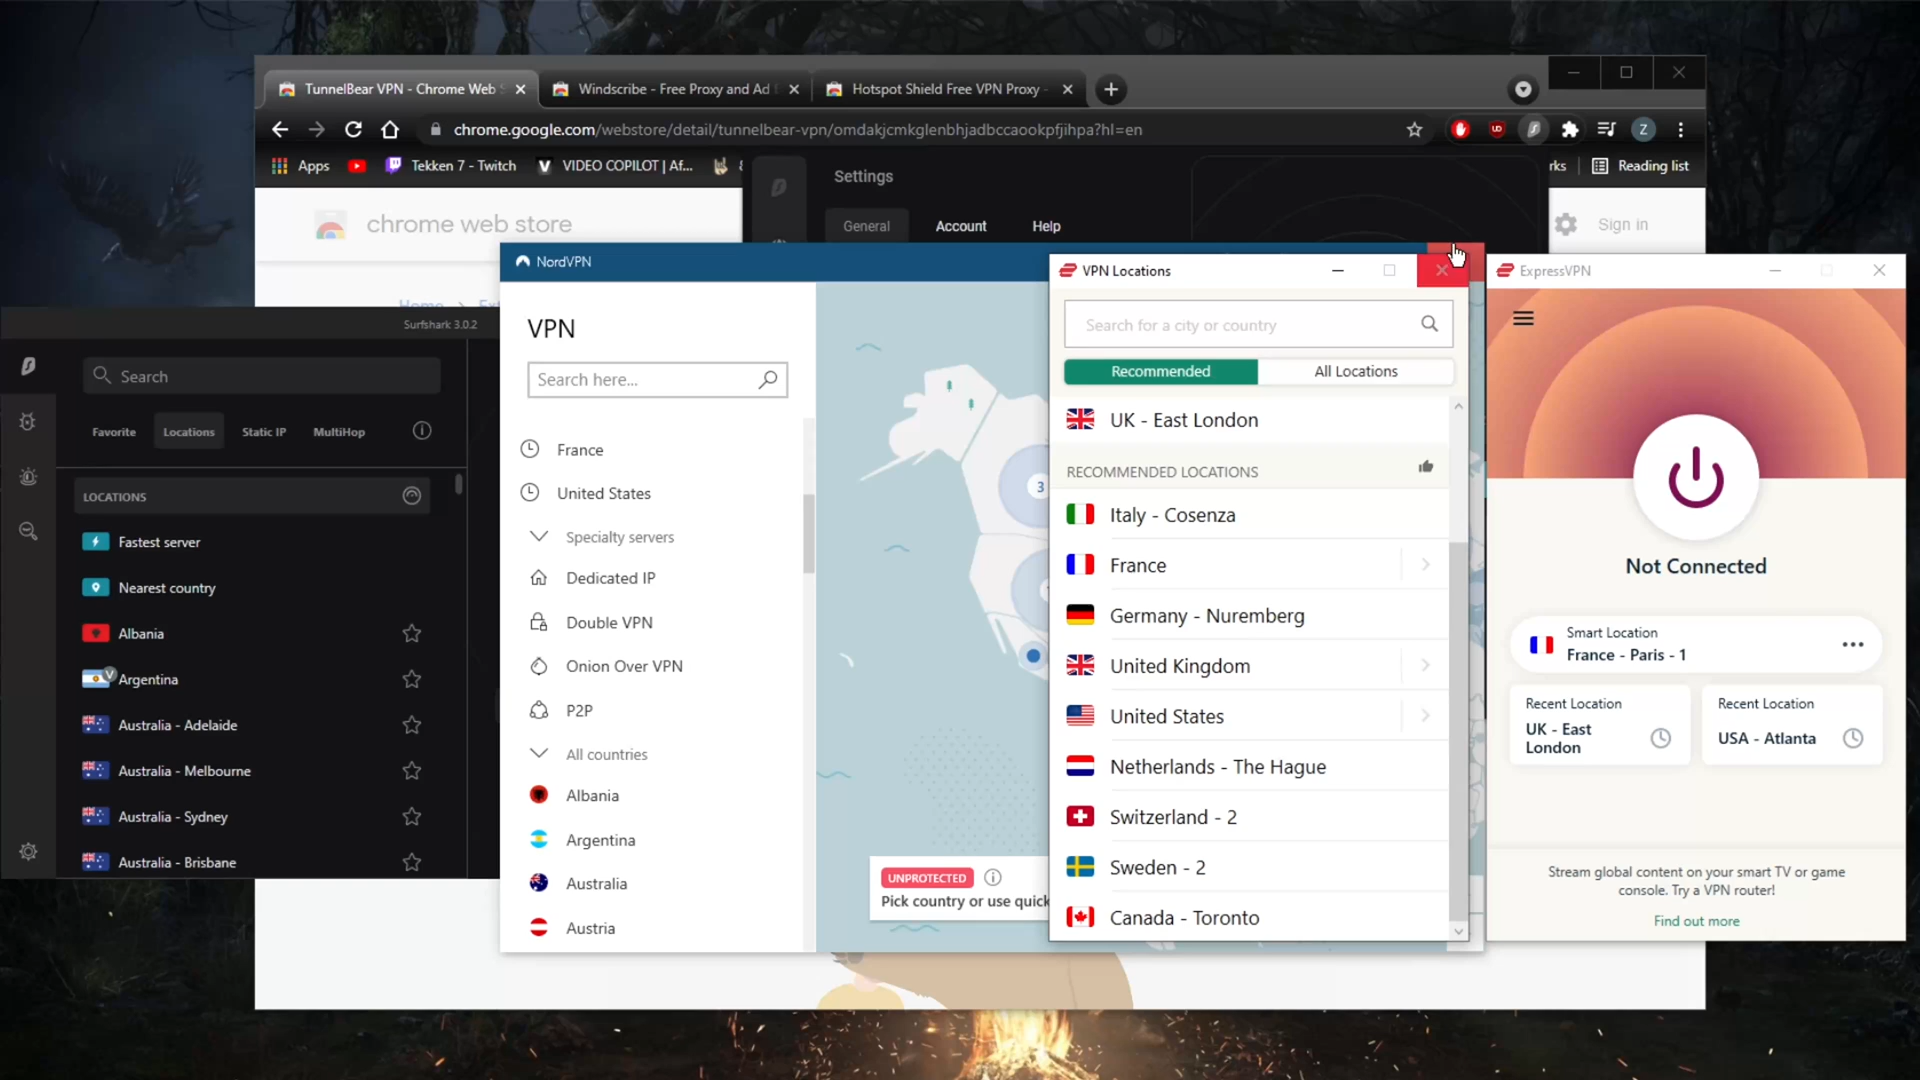 TunnelBear VPN - Chrome Web S
Windscribe - Free Proxy and Ad
Hotspot Shield Free VPN Proxy -
chrome.google.com/webstore/detail/tunnelbear-vpn/omdakjcmkglenbhjadbccaookpfjihpa?hl=en
UD
Z
Apps
Tekken 7 - Twitch
V
VIDEO COPILOT | Af...
rks
Reading list
chrome web store
Sign in
Home
Ext
Settings
General
Account
Help
Surfshark 3.0.2
Search
Favorite
Locations
Static IP
MultiHop
LOCATIONS
Fastest server
Nearest country
Albania
V
Argentina
Australia - Adelaide
Australia - Melbourne
Australia - Sydney
Australia - Brisbane
NordVPN
VPN
Search here...
France
United States
Specialty servers
Dedicated IP
Double VPN
Onion Over VPN
P2P
All countries
Albania
Argentina
Australia
Austria
3
UNPROTECTED
Pick country or use quick
VPN Locations
Search for a city or country
Recommended
All Locations
UK - East London
RECOMMENDED LOCATIONS
Italy - Cosenza
France
Germany - Nuremberg
United Kingdom
United States
Netherlands - The Hague
Switzerland - 2
Sweden - 2
Canada - Toronto
ExpressVPN
Not Connected
Smart Location
France - Paris - 1
Recent Location
UK - East
London
Recent Location
USA - Atlanta
Stream global content on your smart TV or game
console. Try a VPN router!
Find out more